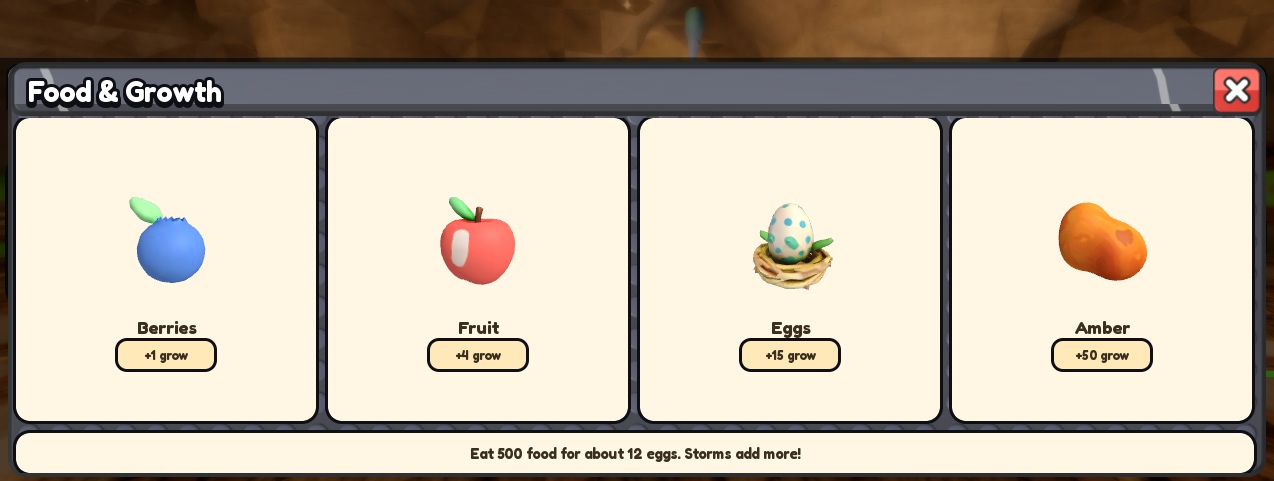 Food & Growth
Berries
+1 grow
Fruit
+4 grow
Eggs
+15 grow
Amber
+50 grow
Eat 500 food for about 12 eggs. Storms add more!